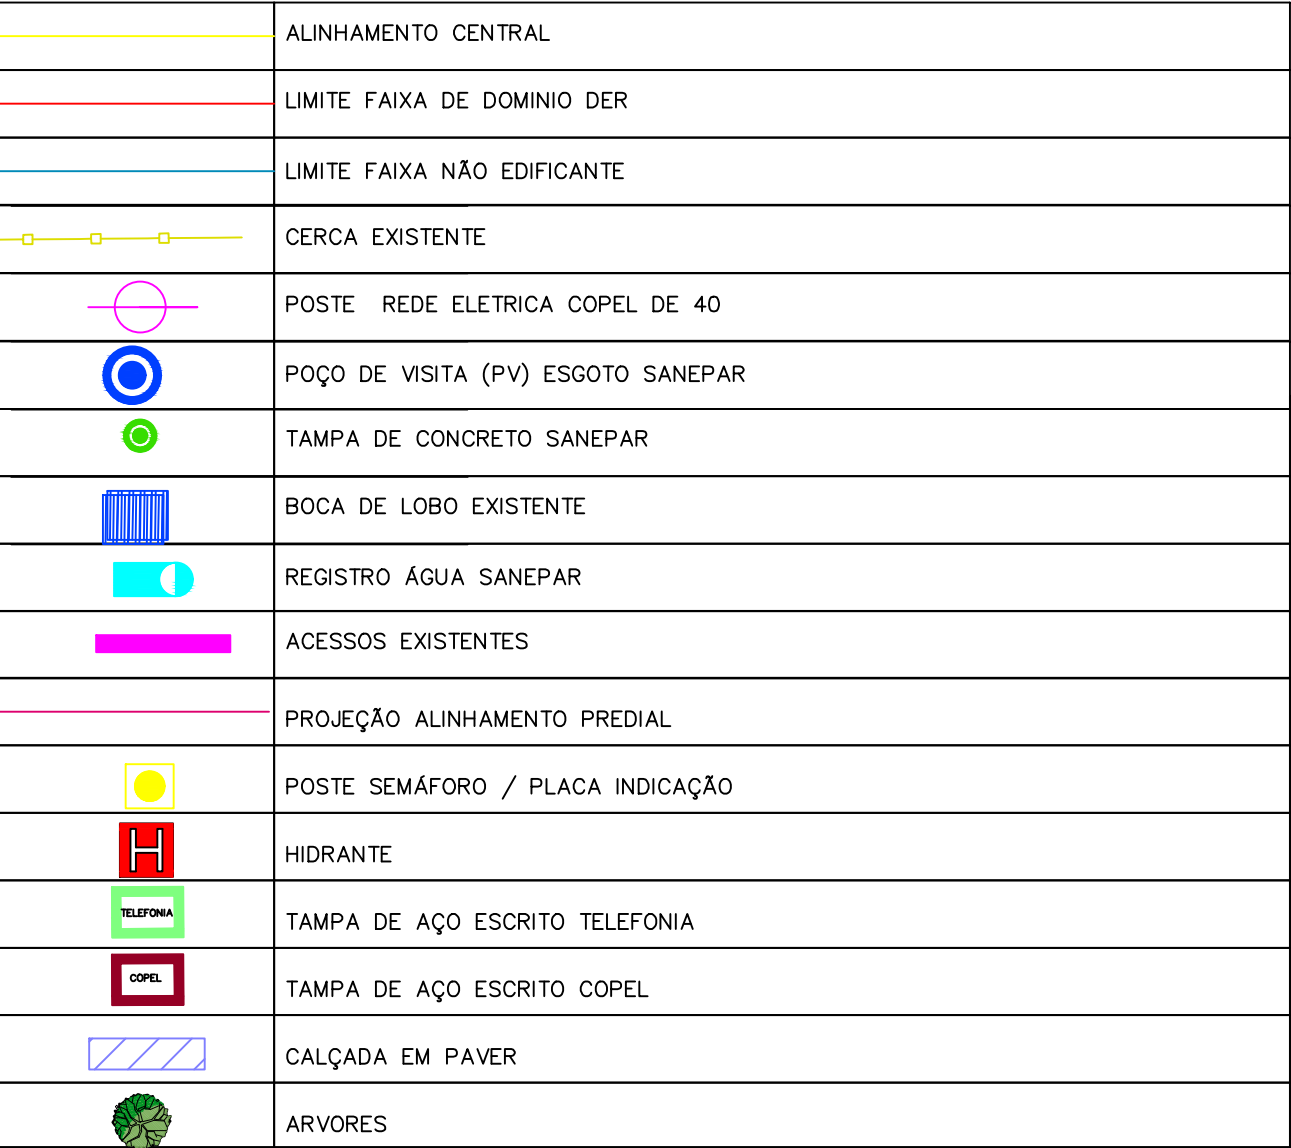 ALINHAMENTO CENTRAL
LIMITE FAIXA DE DOMINIO DER
LIMITE FAIXA NÃO EDIFICANTE
CERCA EXISTENTE
POSTE REDE ELETRICA COPEL DE 40
POÇO DE VISITA (PV) ESGOTO SANEPAR
TAMPA DE CONCRETO SANEPAR
BOCA DE LOBO EXISTENTE
REGISTRO ÁGUA SANEPAR
ACESSOS EXISTENTES
PROJEÇÃO ALINHAMENTO PREDIAL
POSTE SEMÁFORO / PLACA INDICAÇÃO
H HIDRANTE
TELEFONIA TAMPA DE AÇO ESCRITO TELEFONIA
COPEL TAMPA DE AÇO ESCRITO COPEL
CALÇADA EM PAVER
ARVORES